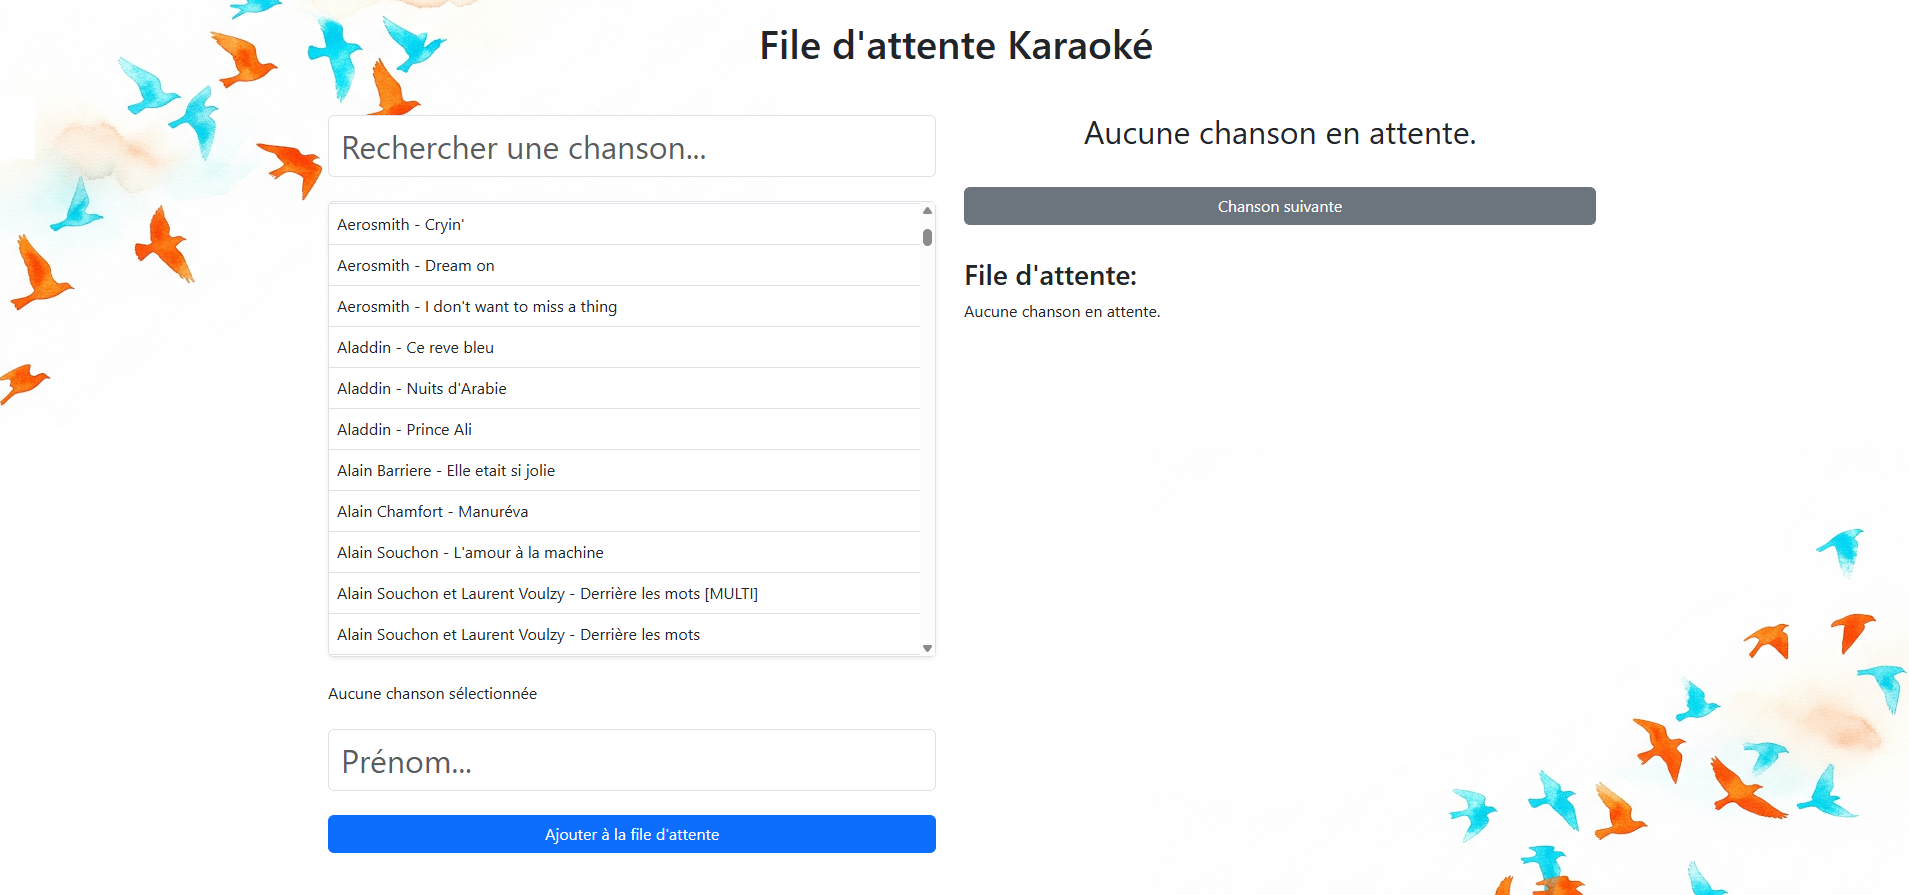 File d'attente Karaoké
Rechercher une chanson...
Aerosmith - Cryin'
Aerosmith - Dream on
Aerosmith - I don't want to miss a thing
Aladdin - Ce reve bleu
Aladdin - Nuits d'Arabie
Aladdin - Prince Ali
Alain Barriere - Elle etait si jolie
Alain Chamfort - Manuréva
Alain Souchon - L'amour à la machine
Alain Souchon et Laurent Voulzy - Derrière les mots [MULTI]
Alain Souchon et Laurent Voulzy - Derrière les mots
Aucune chanson sélectionnée
Prénom...
Ajouter à la file d'attente
Aucune chanson en attente.
Chanson suivante
File d'attente:
Aucune chanson en attente.